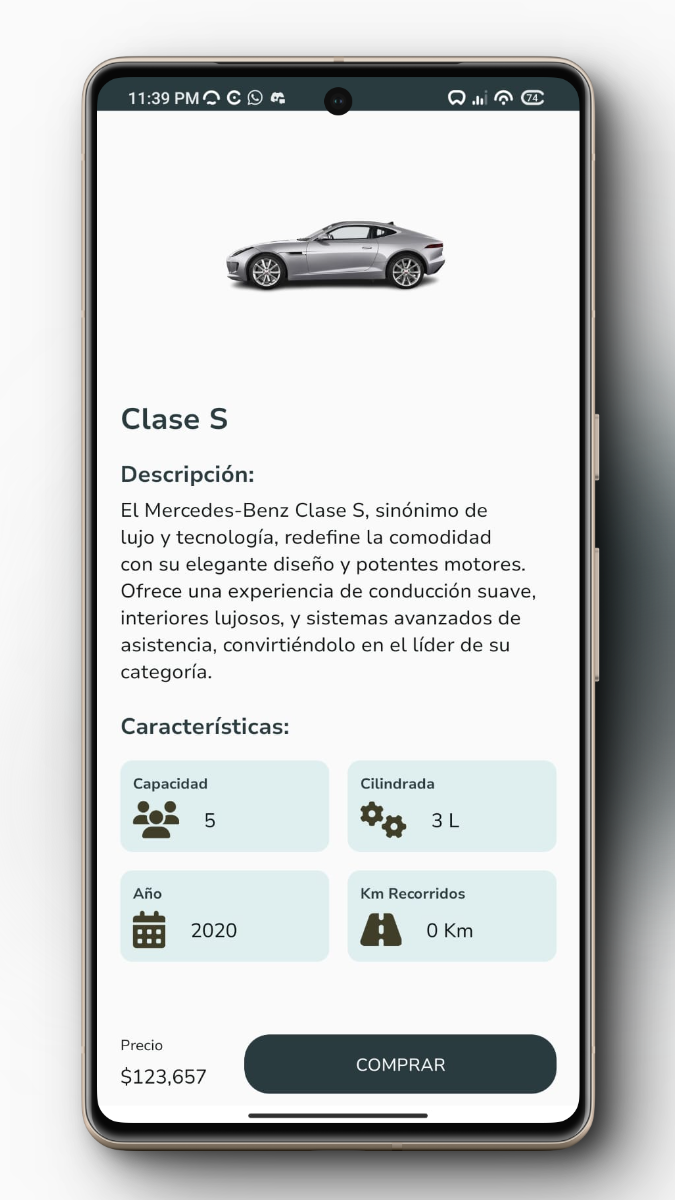 11:39 PM
74
Clase S
Descripción:
El Mercedes-Benz Clase S, sinónimo de
lujo y tecnología, redefine la comodidad
con su elegante diseño y potentes motores.
Ofrece una experiencia de conducción suave,
interiores lujosos, y sistemas avanzados de
asistencia, convirtiéndolo en el líder de su
categoría.
Características:
Capacidad
5
Cilindrada
3 L
Año
2020
Km Recorridos
0 Km
Precio
$123,657
COMPRAR